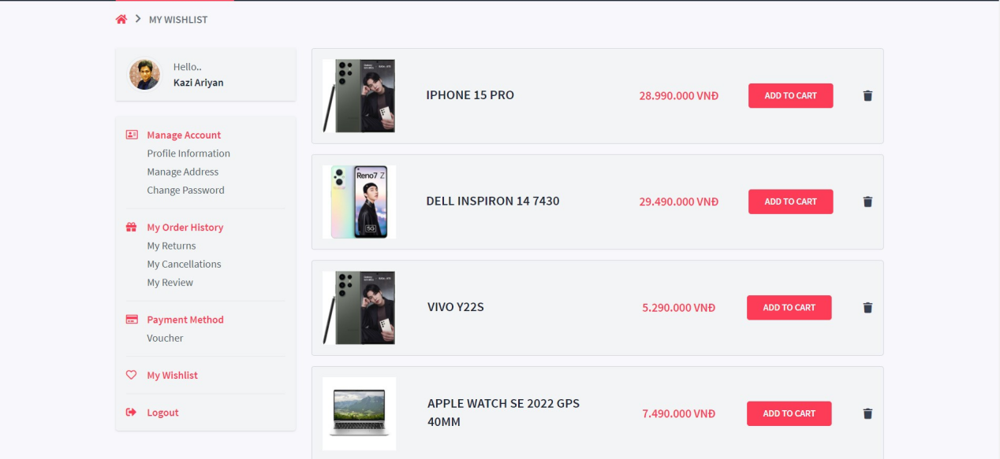 MY WISHLIST
Hello..
Kazi Ariyan
Manage Account
Profile Information
Manage Address
Change Password
My Order History
My Returns
My Cancellations
My Review
Payment Method
Voucher
My Wishlist
Logout
IPHONE 15 PRO
28.990.000 VNĐ
ADD TO CART
Reno7 Z
5G
DELL INSPIRON 14 7430
29.490.000 VNĐ
ADD TO CART
VIVO Y22S
5.290.000 VNĐ
ADD TO CART
APPLE WATCH SE 2022 GPS
40MM
7.490.000 VNĐ
ADD TO CART